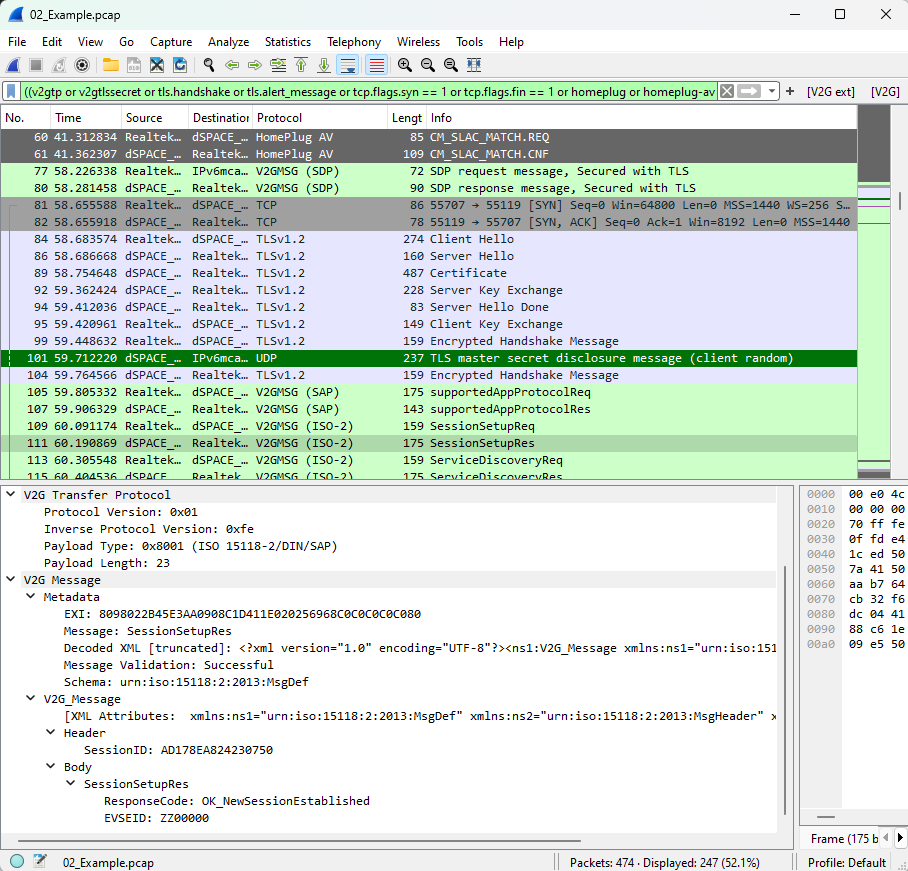 02_Example.pcap
File Edit View Go Capture Analyze Statistics Telephony Wireless Tools Help
((v2gtp or v2gtlssecret or tls.handshake or tls.alert_message or tcp.flags.syn == 1 or tcp.flags.fin == 1 or homeplug or homeplug-av + [V2G ext] [V2G]
No. Time Source Destination Protocol Lengt Info
60 41.312834 Realtek… dSPACE_… HomePlug AV 85 CM_SLAC_MATCH.REQ
61 41.362307 dSPACE_… Realtek… HomePlug AV 109 CM_SLAC_MATCH.CNF
77 58.226338 Realtek… IPv6mca… V2GMSG (SDP) 72 SDP request message, Secured with TLS
80 58.281458 dSPACE_… Realtek… V2GMSG (SDP) 90 SDP response message, Secured with TLS
81 58.655588 Realtek… dSPACE_… TCP 86 55707 → 55119 [SYN] Seq=0 Win=64800 Len=0 MSS=1440 WS=256 S…
82 58.655918 dSPACE_… Realtek… TCP 78 55119 → 55707 [SYN, ACK] Seq=0 Ack=1 Win=8192 Len=0 MSS=1440
84 58.683574 Realtek… dSPACE_… TLSv1.2 274 Client Hello
86 58.686668 dSPACE_… Realtek… TLSv1.2 160 Server Hello
89 58.754648 dSPACE_… Realtek… TLSv1.2 487 Certificate
92 59.362424 dSPACE_… Realtek… TLSv1.2 228 Server Key Exchange
94 59.412036 dSPACE_… Realtek… TLSv1.2 83 Server Hello Done
95 59.420961 Realtek… dSPACE_… TLSv1.2 149 Client Key Exchange
99 59.448632 Realtek… dSPACE_… TLSv1.2 159 Encrypted Handshake Message
101 59.712220 dSPACE_… IPv6mca… UDP 237 TLS master secret disclosure message (client random)
104 59.764566 dSPACE_… Realtek… TLSv1.2 159 Encrypted Handshake Message
105 59.805332 Realtek… dSPACE_… V2GMSG (SAP) 175 supportedAppProtocolReq
107 59.906329 dSPACE_… Realtek… V2GMSG (SAP) 143 supportedAppProtocolRes
109 60.091174 Realtek… dSPACE_… V2GMSG (ISO-2) 159 SessionSetupReq
111 60.190869 dSPACE_… Realtek… V2GMSG (ISO-2) 175 SessionSetupRes
113 60.305548 Realtek… dSPACE_… V2GMSG (ISO-2) 159 ServiceDiscoveryReq
115 60.404536 dSPACE_… Realtek… V2GMSG (ISO-2) 175 ServiceDiscoveryRes
V2G Transfer Protocol
Protocol Version: 0x01
Inverse Protocol Version: 0xfe
Payload Type: 0x8001 (ISO 15118-2/DIN/SAP)
Payload Length: 23
V2G Message
Metadata
EXI: 8098022B45E3AA0908C1D411E020256968C0C0C0C0C080
Message: SessionSetupRes
Decoded XML [truncated]: <?xml version="1.0" encoding="UTF-8"?><ns1:V2G_Message xmlns:ns1="urn:iso:151
Message Validation: Successful
Schema: urn:iso:15118:2:2013:MsgDef
V2G_Message
[XML Attributes: xmlns:ns1="urn:iso:15118:2:2013:MsgDef" xmlns:ns2="urn:iso:15118:2:2013:MsgHeader" x
Header
SessionID: AD178EA824230750
Body
SessionSetupRes
ResponseCode: OK_NewSessionEstablished
EVSEID: ZZ00000
0000 00 e0 4c
0010 00 00 00
0020 70 ff fe
0030 0f fd e4
0040 1c ed 50
0050 7a 41 50
0060 aa b7 64
0070 cb 32 f6
0080 dc 04 41
0090 88 c6 1e
00a0 09 e5 50
Frame (175 b
02_Example.pcap Packets: 474 · Displayed: 247 (52.1%) Profile: Default